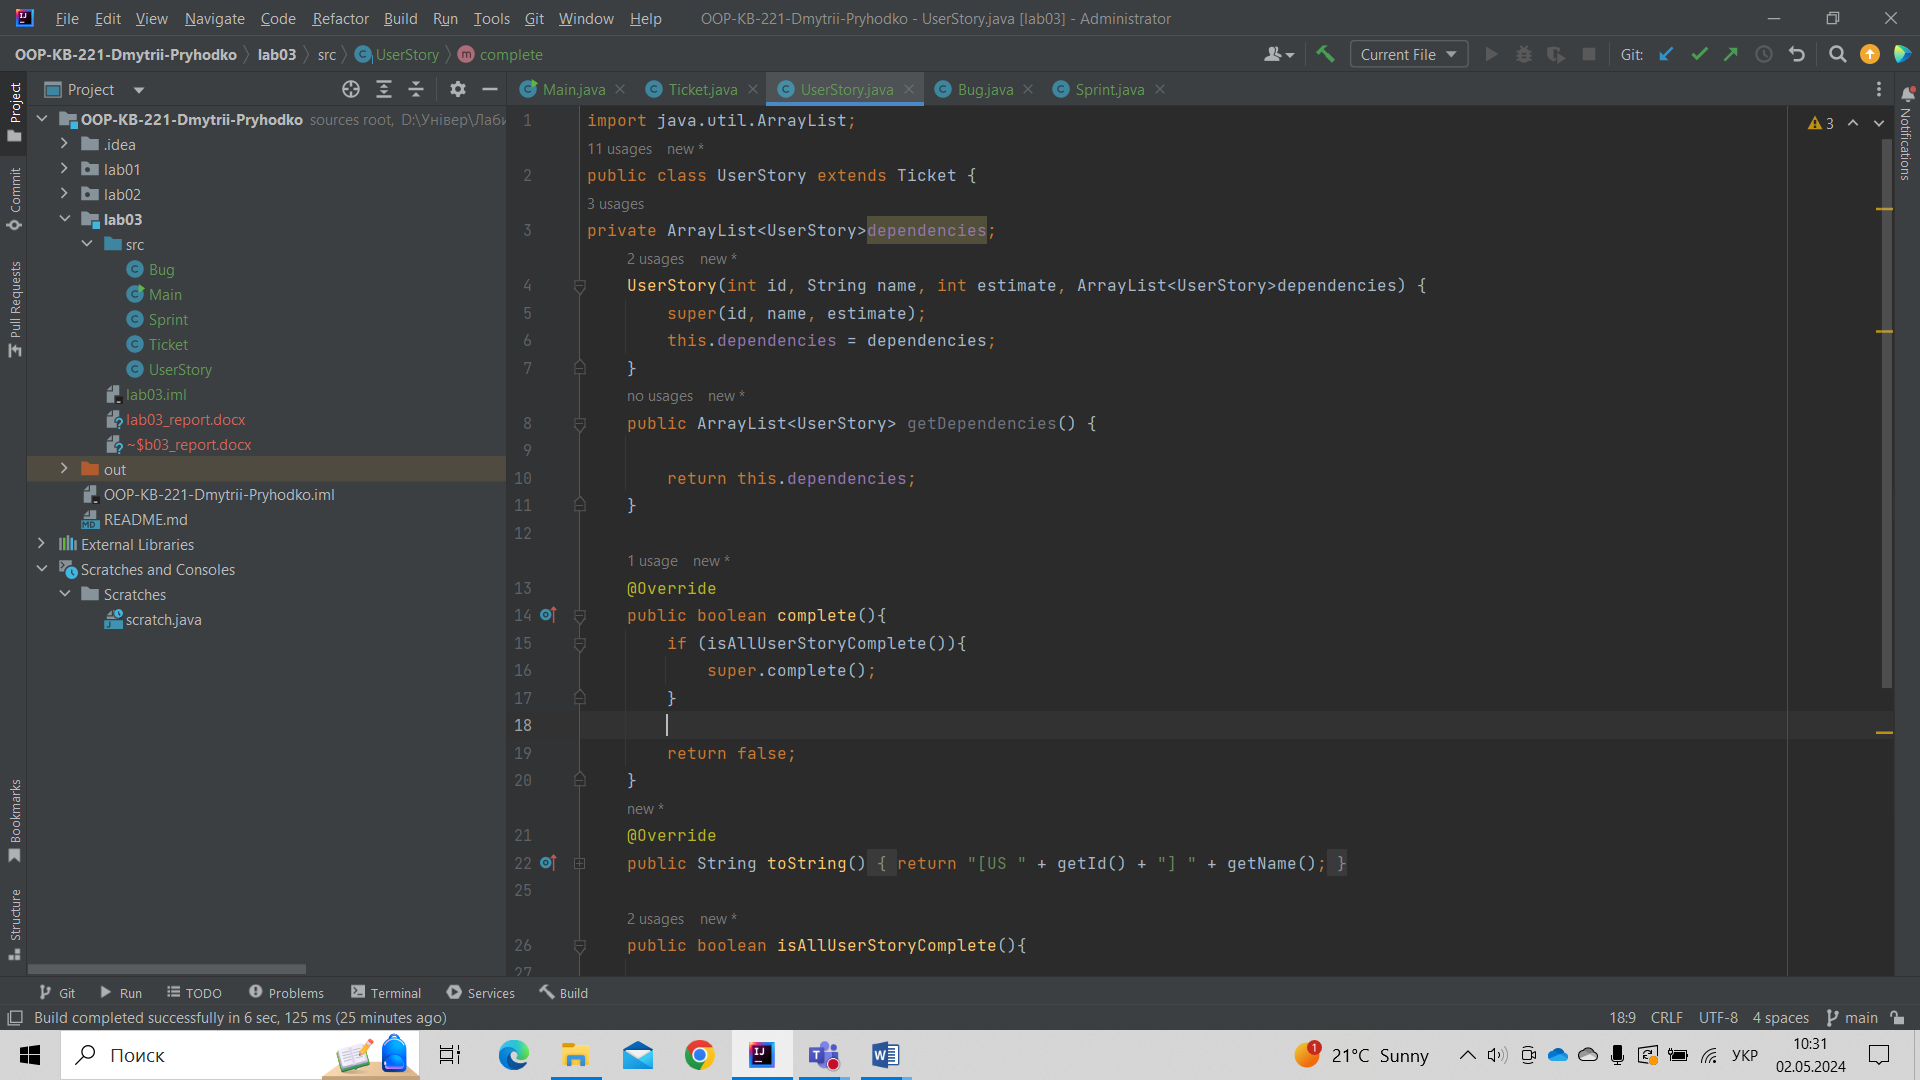 File Edit View Navigate Code Refactor Build Run Tools Git Window Help OOP-KB-221-Dmytrii-Pryhodko - UserStory.java [lab03] - Administrator
OOP-KB-221-Dmytrii-Pryhodko lab03 src UserStory complete Current File Git:
Project
Main.java Ticket.java UserStory.java Bug.java Sprint.java
OOP-KB-221-Dmytrii-Pryhodko sources root, D:\Універ\Лаби
.idea
lab01
lab02
lab03
src
Bug
Main
Sprint
Ticket
UserStory
lab03.iml
lab03_report.docx
~$b03_report.docx
out
OOP-KB-221-Dmytrii-Pryhodko.iml
README.md
External Libraries
Scratches and Consoles
Scratches
scratch.java
Project
Commit
Pull Requests
Bookmarks
Structure
1 import java.util.ArrayList;
11 usages new *
2 public class UserStory extends Ticket {
3 usages
3 private ArrayList<UserStory>dependencies;
2 usages new *
4 UserStory(int id, String name, int estimate, ArrayList<UserStory>dependencies) {
5 super(id, name, estimate);
6 this.dependencies = dependencies;
7 }
no usages new *
8 public ArrayList<UserStory> getDependencies() {
9
10 return this.dependencies;
11 }
12
1 usage new *
13 @Override
14 public boolean complete(){
15 if (isAllUserStoryComplete()){
16 super.complete();
17 }
18
19 return false;
20 }
new *
21 @Override
22 public String toString() { return "[US " + getId() + "] " + getName(); }
25
2 usages new *
26 public boolean isAllUserStoryComplete(){
27
3
Notifications
Git Run TODO Problems Terminal Services Build
Build completed successfully in 6 sec, 125 ms (25 minutes ago) 18:9 CRLF UTF-8 4 spaces main
Поиск 1 21°C Sunny УКР 10:31
02.05.2024